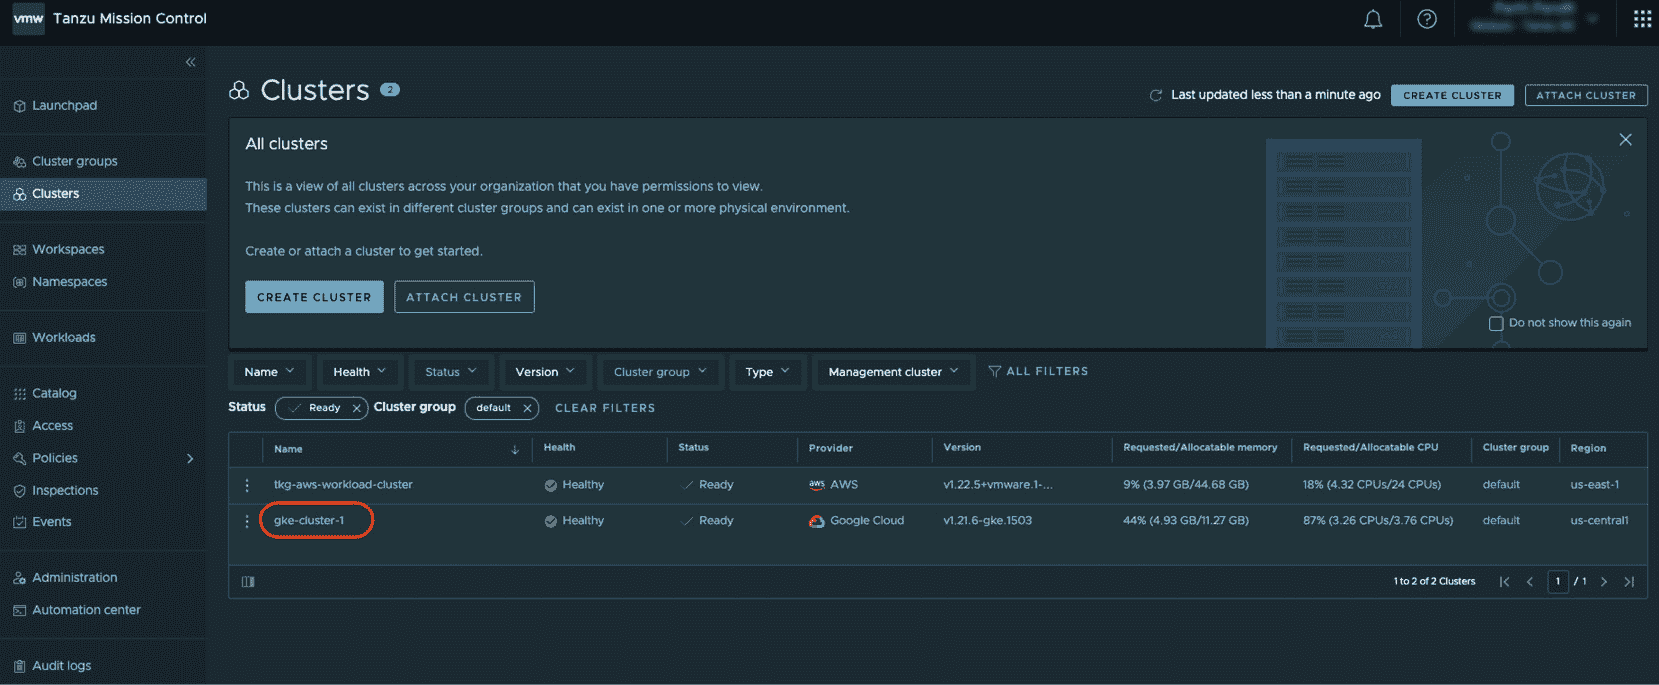 vmw Tanzu Mission Control
Launchpad
Cluster groups
Clusters
Workspaces
Namespaces
Workloads
Catalog
Access
Policies
Inspections
Events
Administration
Automation center
Audit logs
Clusters 2
Last updated less than a minute ago CREATE CLUSTER ATTACH CLUSTER
All clusters
This is a view of all clusters across your organization that you have permissions to view.
These clusters can exist in different cluster groups and can exist in one or more physical environment.
Create or attach a cluster to get started.
CREATE CLUSTER ATTACH CLUSTER
Do not show this again
Name Health Status Version Cluster group Type Management cluster ALL FILTERS
Status Ready Cluster group default CLEAR FILTERS
Name Health Status Provider Version Requested/Allocatable memory Requested/Allocatable CPU Cluster group Region
tkg-aws-workload-cluster Healthy Ready aws AWS v1.22.5+vmware.1-... 9% (3.97 GB/44.68 GB) 18% (4.32 CPUs/24 CPUs) default us-east-1
gke-cluster-1 Healthy Ready Google Cloud v1.21.6-gke.1503 44% (4.93 GB/11.27 GB) 87% (3.26 CPUs/3.76 CPUs) default us-central1
1 to 2 of 2 Clusters 1 / 1